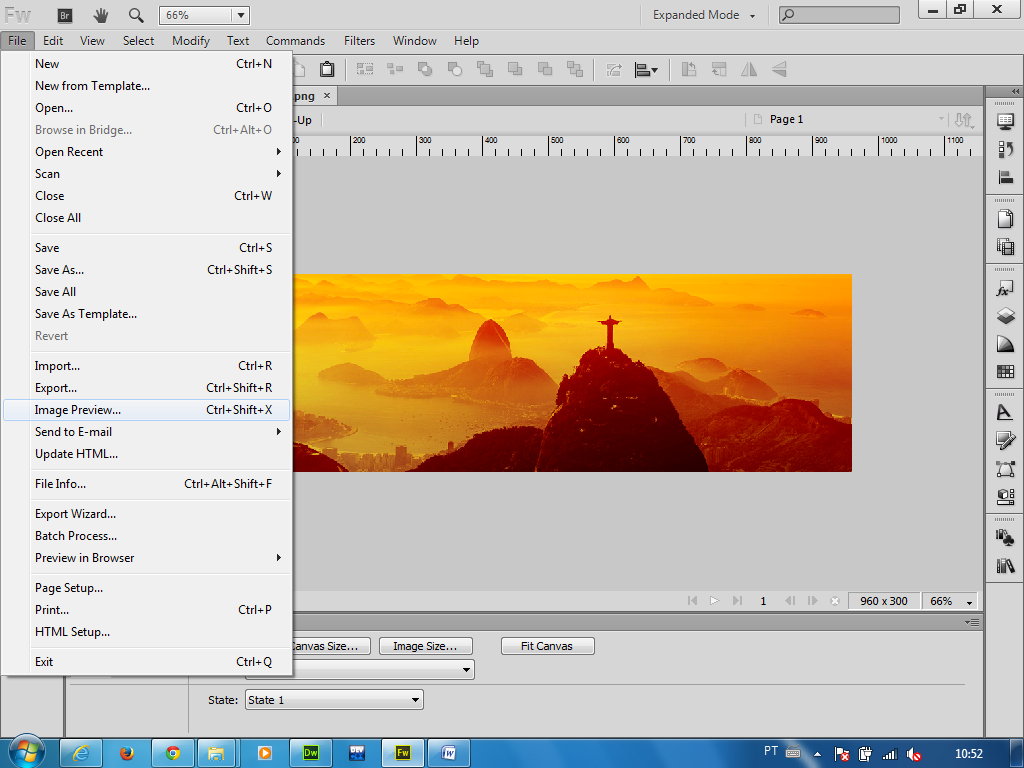 Fw Br 66% Expanded Mode
File Edit View Select Modify Text Commands Filters Window Help
New Ctrl+N
New from Template...
Open... Ctrl+O
Browse in Bridge... Ctrl+Alt+O
Open Recent
Scan
Close Ctrl+W
Close All
Save Ctrl+S
Save As... Ctrl+Shift+S
Save All
Save As Template...
Revert
Import... Ctrl+R
Export... Ctrl+Shift+R
Image Preview... Ctrl+Shift+X
Send to E-mail
Update HTML...
File Info... Ctrl+Alt+Shift+F
Export Wizard...
Batch Process...
Preview in Browser
Page Setup...
Print... Ctrl+P
HTML Setup...
Exit Ctrl+Q
png
-Up Page 1
00 200 300 400 500 600 700 800 900 1000 1100
1 960 x 300 66%
Canvas Size... Image Size... Fit Canvas
State: State 1
Dw Fw W PT 10:52